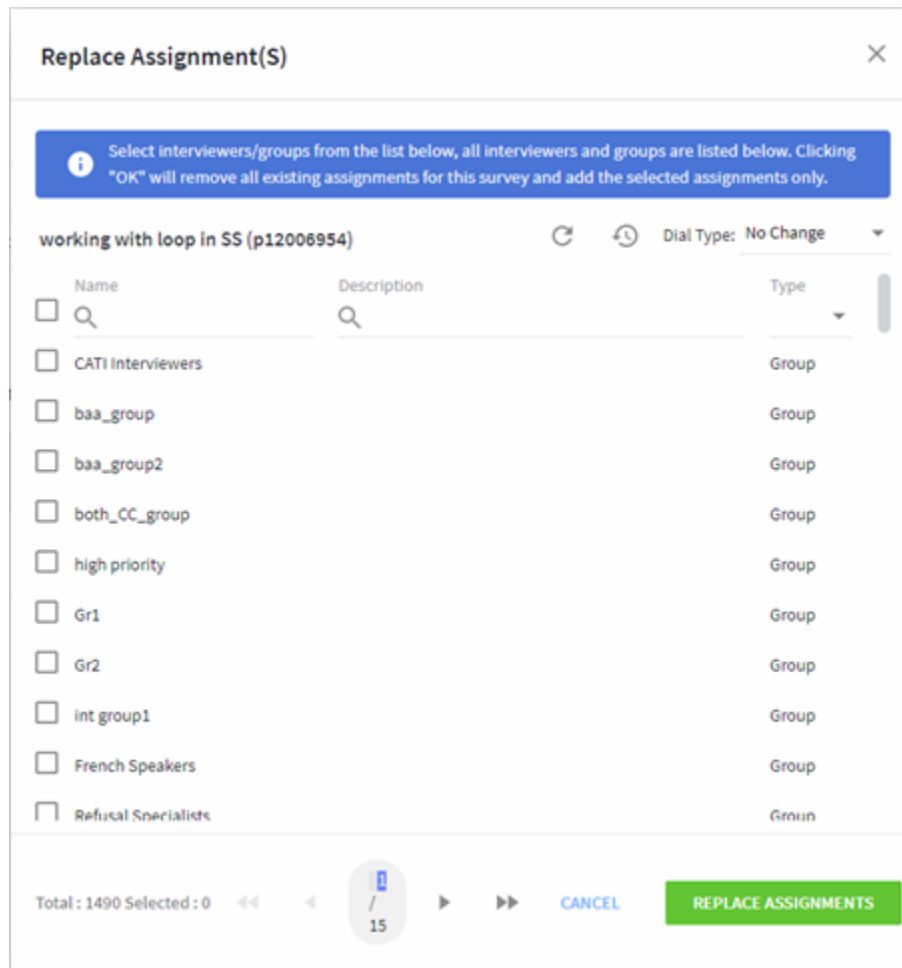 Replace Assignment(S)
Select interviewers/groups from the list below, all interviewers and groups are listed below. Clicking
"OK" will remove all existing assignments for this survey and add the selected assignments only.
working with loop in SS (p12006954)
Dial Type: No Change
Name Description Type
CATI Interviewers Group
baa_group Group
baa_group2 Group
both_CC_group Group
high priority Group
Gr1 Group
Gr2 Group
int group1 Group
French Speakers Group
Refusal Specialists Group
Total : 1490 Selected : 0
1
/
15
CANCEL
REPLACE ASSIGNMENTS